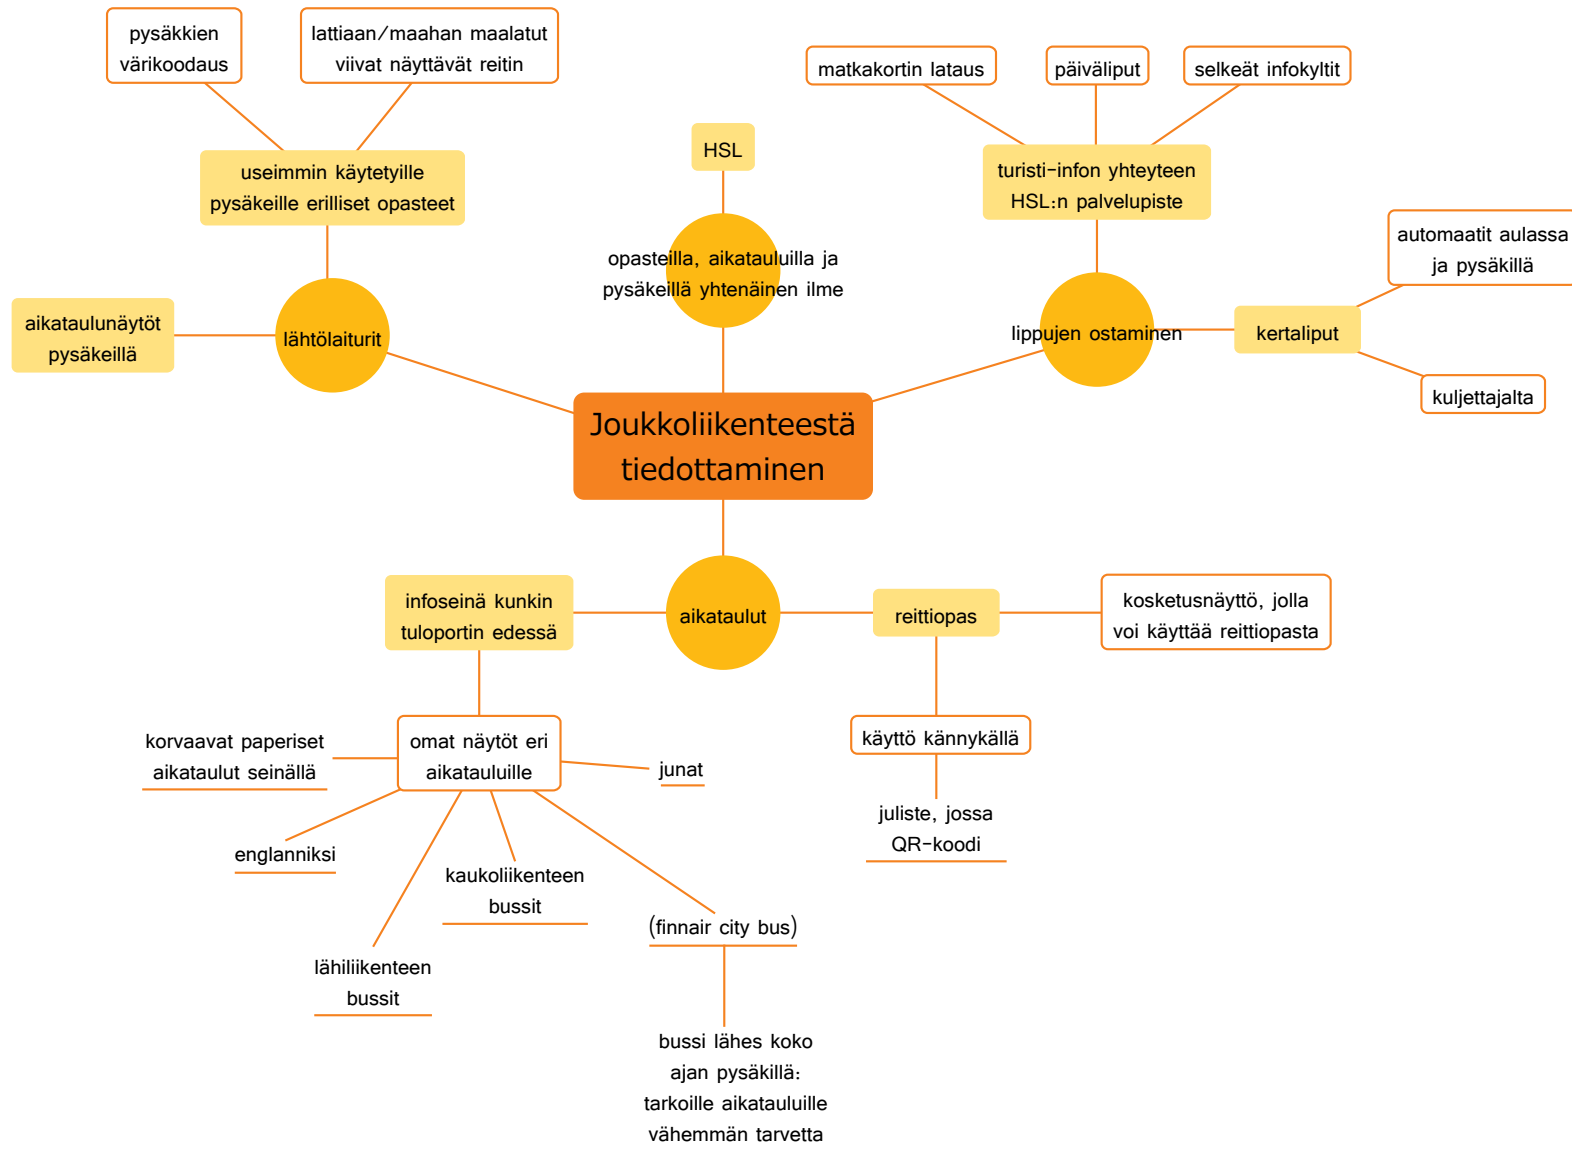 pysäkkien
värikoodaus
lattiaan/maahan maalatut
viivat näyttävät reitin
matkakortin lataus
päiväliput
selkeät infokyltit
HSL
useimmin käytetyille
pysäkeille erilliset opasteet
turisti-infon yhteyteen
HSL:n palvelupiste
automaatit aulassa
ja pysäkillä
opasteilla, aikatauluilla ja
pysäkeillä yhtenäinen ilme
aikataulunäytöt
pysäkeillä
lähtölaiturit
lippujen ostaminen
kertaliput
kuljettajalta
Joukkoliikenteestä
tiedottaminen
infoseinä kunkin
tuloportin edessä
aikataulut
reittiopas
kosketusnäyttö, jolla
voi käyttää reittiopasta
korvaavat paperiset
aikataulut seinällä
omat näytöt eri
aikatauluille
junat
käyttö kännykällä
juliste, jossa
QR-koodi
englanniksi
kaukoliikenteen
bussit
(finnair city bus)
lähiliikenteen
bussit
bussi lähes koko
ajan pysäkillä:
tarkoille aikatauluille
vähemmän tarvetta